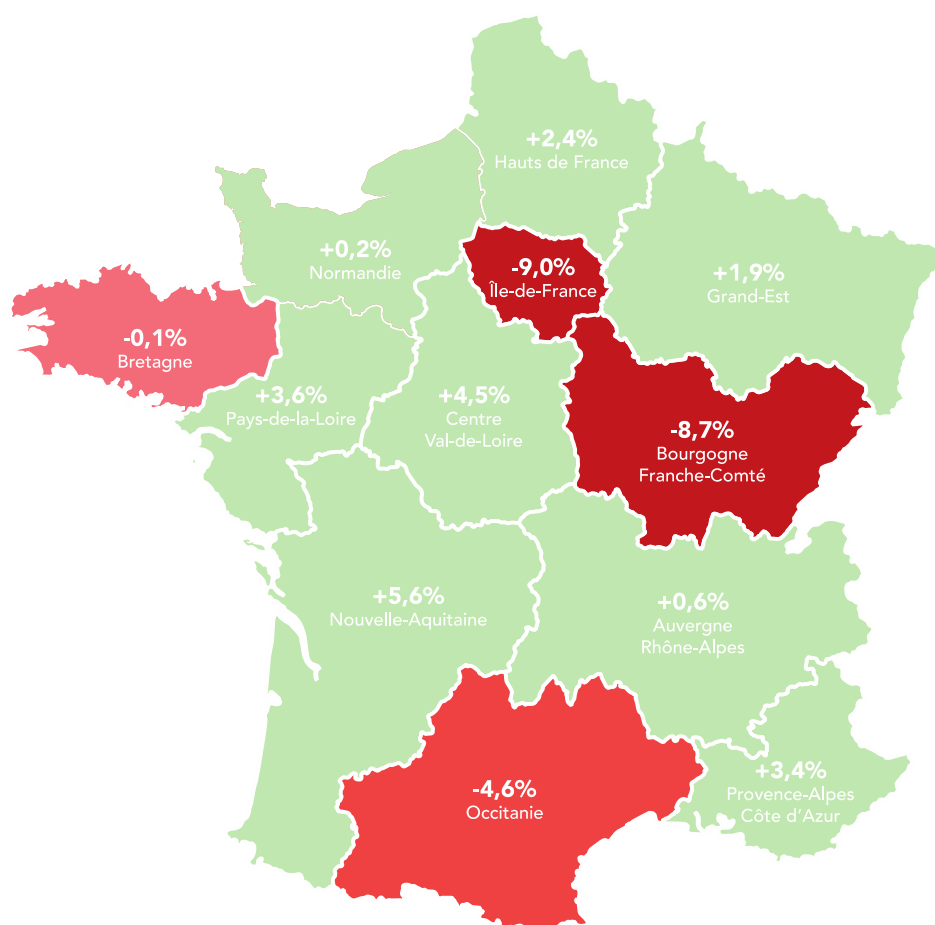 +2,4%
Hauts de France
+0,2%
Normandie
-9,0%
Île-de-France
+1,9%
Grand-Est
-0,1%
Bretagne
+3,6%
Pays-de-la-Loire
+4,5%
Centre
Val-de-Loire
-8,7%
Bourgogne
Franche-Comté
+5,6%
Nouvelle-Aquitaine
+0,6%
Auvergne
Rhône-Alpes
-4,6%
Occitanie
+3,4%
Provence-Alpes
Côte d’Azur